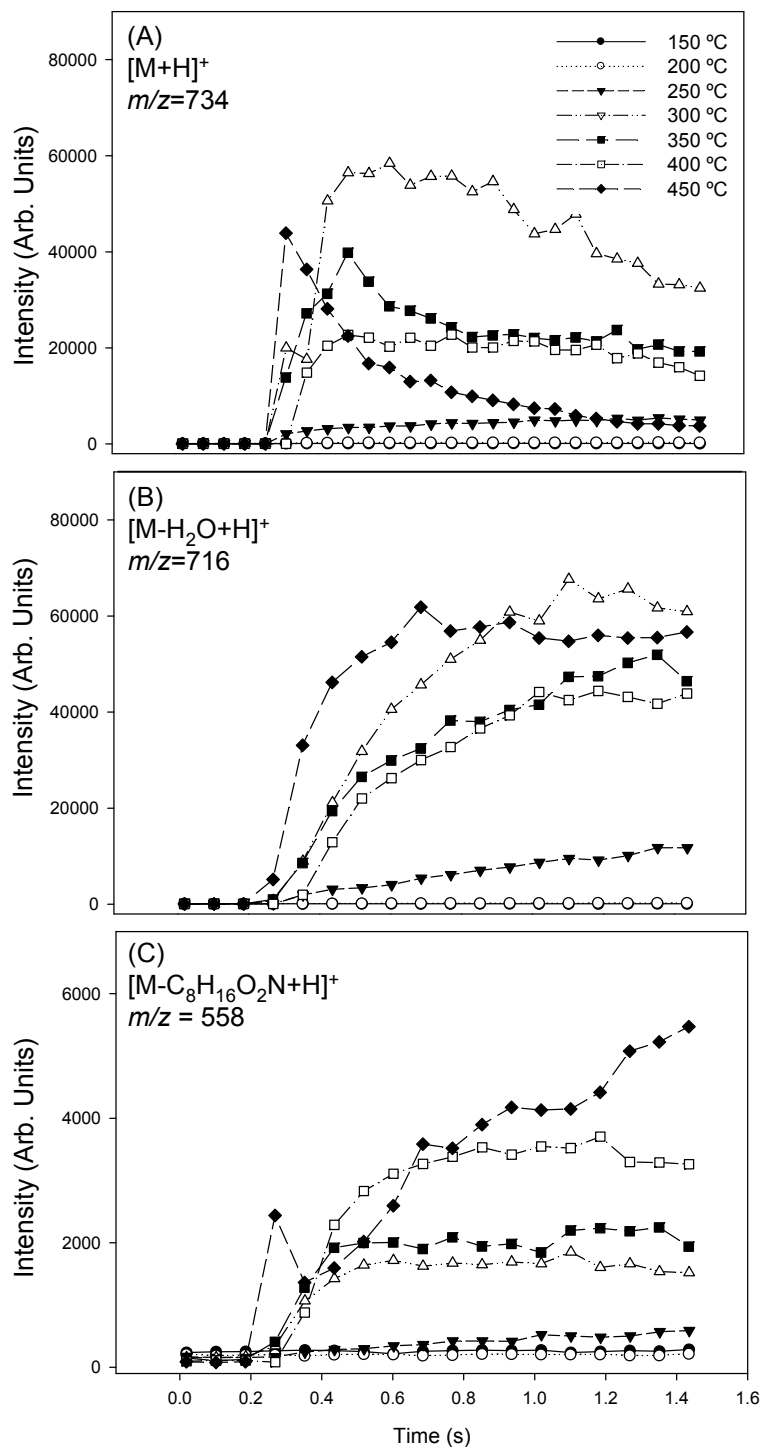 (A)
[M+H]⁺
m/z=734
150 ºC
200 ºC
250 ºC
300 ºC
350 ºC
400 ºC
450 ºC
80000
60000
40000
20000
0
Intensity (Arb. Units)
(B)
[M-H₂O+H]⁺
m/z=716
80000
60000
40000
20000
0
Intensity (Arb. Units)
(C)
[M-C₈H₁₆O₂N+H]⁺
m/z = 558
6000
4000
2000
0
Intensity (Arb. Units)
0.0 0.2 0.4 0.6 0.8 1.0 1.2 1.4 1.6
Time (s)